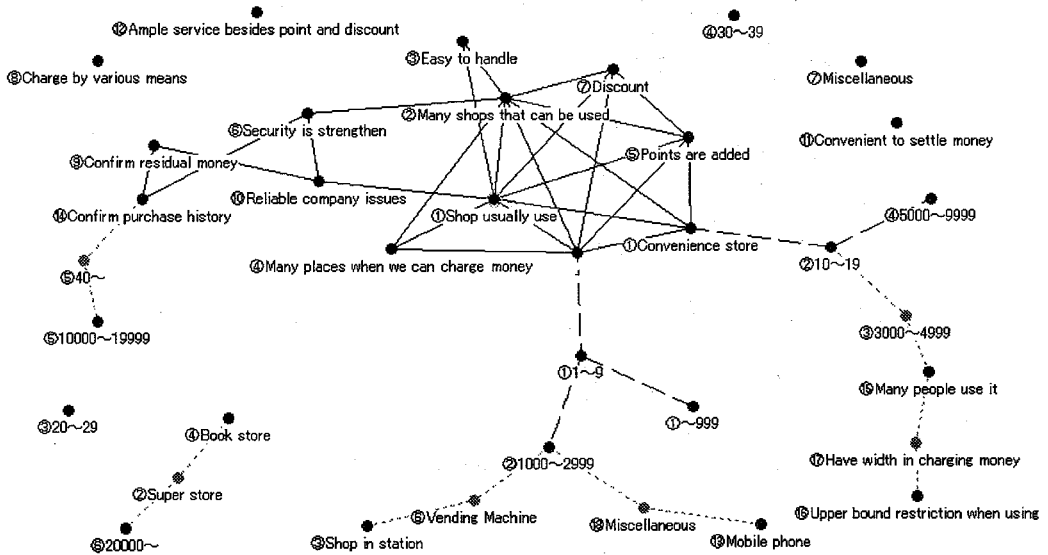 ⑫Ample service besides point and discount
④30～39
③Easy to handle
⑧Charge by various means
⑦Discount
⑦Miscellaneous
②Many shops that can be used
⑥Security is strengthen
⑪Convenient to settle money
⑨Confirm residual money
⑤Points are added
⑩Reliable company issues
⑭Confirm purchase history
①Shop usually use
④5000～9999
①Convenience store
④Many places when we can charge money
②10～19
⑤40～
⑤10000～19999
③3000～4999
①1～9
⑮Many people use it
③20～29
④Book store
①～999
②1000～2999
⑰Have width in charging money
②Super store
⑥Vending Machine
⑱Miscellaneous
⑯Upper bound restriction when using
⑥20000～
③Shop in station
⑬Mobile phone